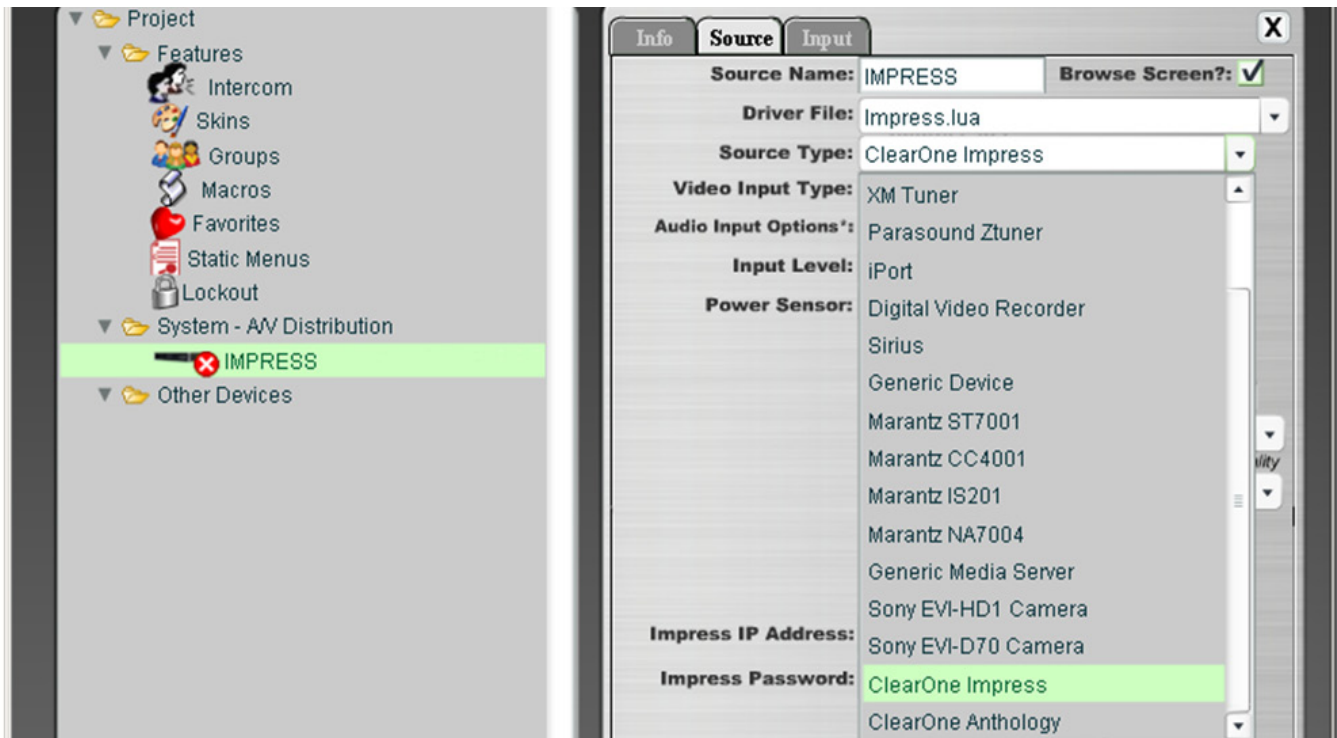 Project
Features
Intercom
Skins
Groups
Macros
Favorites
Static Menus
Lockout
System - A/V Distribution
IMPRESS
Other Devices
Info Source Input X
Source Name: IMPRESS Browse Screen?:
Driver File: Impress.lua
Source Type: ClearOne Impress
Video Input Type: XM Tuner
Audio Input Options*: Parasound Ztuner
Input Level: iPort
Power Sensor: Digital Video Recorder
Sirius
Generic Device
Marantz ST7001
Marantz CC4001
Marantz IS201
Marantz NA7004
Generic Media Server
Sony EVI-HD1 Camera
Impress IP Address: Sony EVI-D70 Camera
Impress Password: ClearOne Impress
ClearOne Anthology